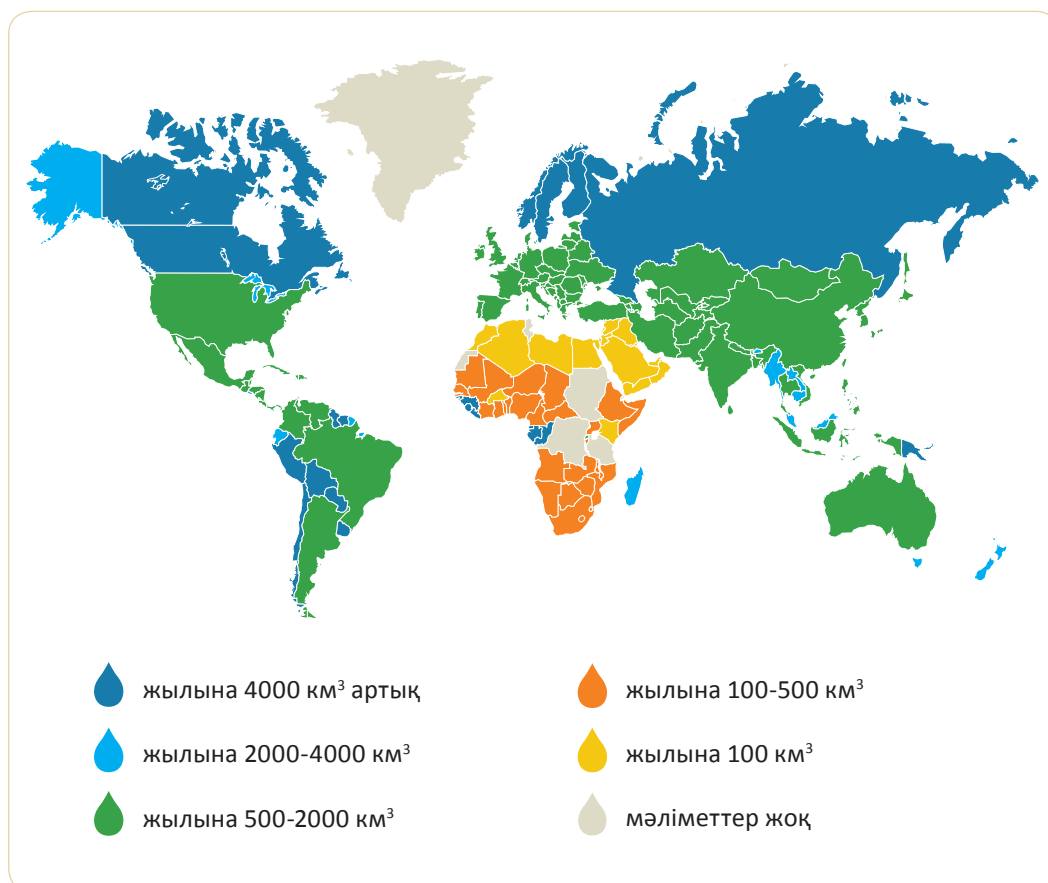 жылына 4000 км³ артық
жылына 2000-4000 км³
жылына 500-2000 км³
жылына 100-500 км³
жылына 100 км³
мәліметтер жоқ